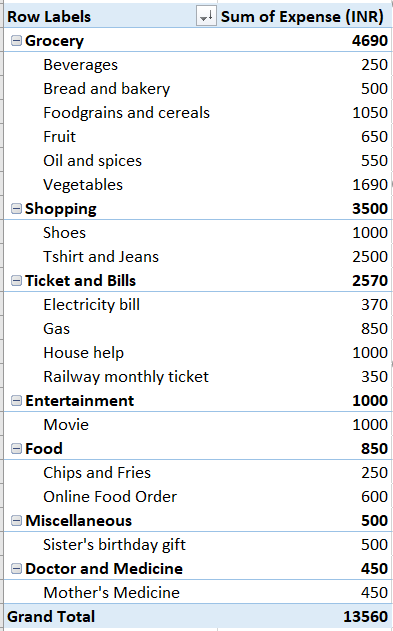 Row Labels Sum of Expense (INR)
Grocery 4690
Beverages 250
Bread and bakery 500
Foodgrains and cereals 1050
Fruit 650
Oil and spices 550
Vegetables 1690
Shopping 3500
Shoes 1000
Tshirt and Jeans 2500
Ticket and Bills 2570
Electricity bill 370
Gas 850
House help 1000
Railway monthly ticket 350
Entertainment 1000
Movie 1000
Food 850
Chips and Fries 250
Online Food Order 600
Miscellaneous 500
Sister's birthday gift 500
Doctor and Medicine 450
Mother's Medicine 450
Grand Total 13560